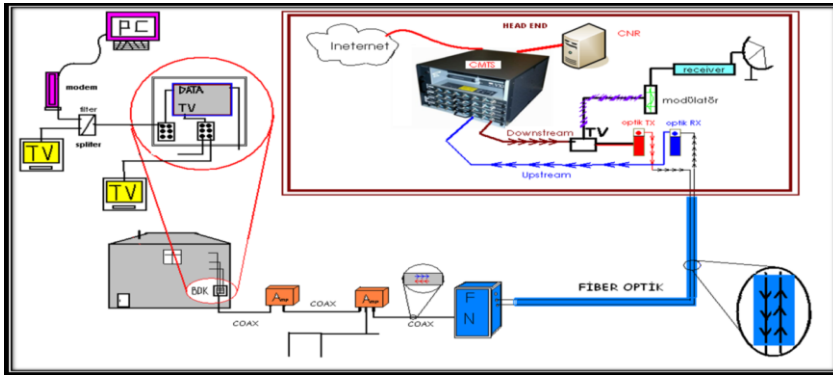 PC
modem
filter
spliter
TV
TV
DATA
TV
HEAD END
Ineternet
CMTS
CNR
receiver
modülatör
optik TX
optik RX
Downstream
TV
Upstream
BDK
COAX
Amp
COAX
Amp
COAX
F
N
FİBER OPTİK